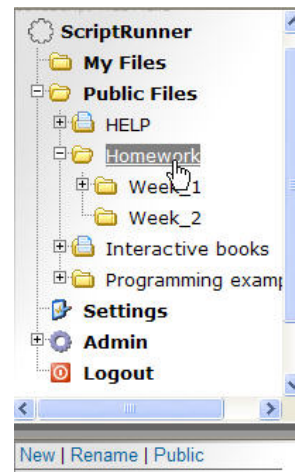 ScriptRunner
My Files
Public Files
HELP
Homework
Week_1
Week_2
Interactive books
Programming examp
Settings
Admin
Logout
New | Rename | Public